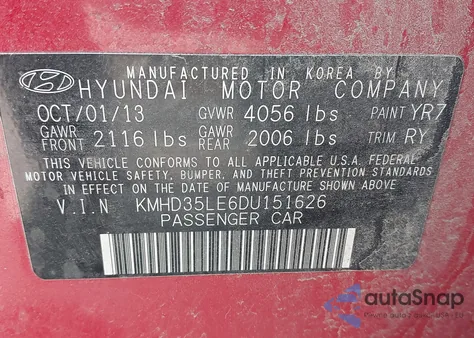 MANUFACTURED IN KOREA BY
HYUNDAI MOTOR COMPANY
OCT/01/13 GVWR 4056 lbs PAINT YR7
GAWR FRONT 2116 lbs GAWR REAR 2006 lbs TRIM RY
THIS VEHICLE CONFORMS TO ALL APPLICABLE U.S.A. FEDERAL
MOTOR VEHICLE SAFETY, BUMPER, AND THEFT PREVENTION STANDARDS
IN EFFECT ON THE DATE OF MANUFACTURE SHOWN ABOVE.
V.I.N KMHD35LE6DU151626
PASSENGER CAR
autoSnap